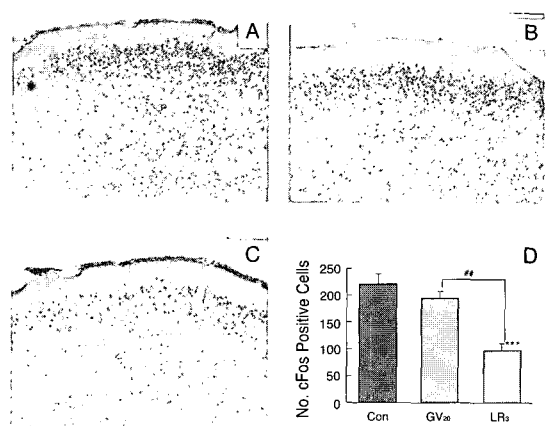 A
B
C
D
No. cFos Positive Cells
250
200
150
100
50
0
##
***
Con
GV20
LR3